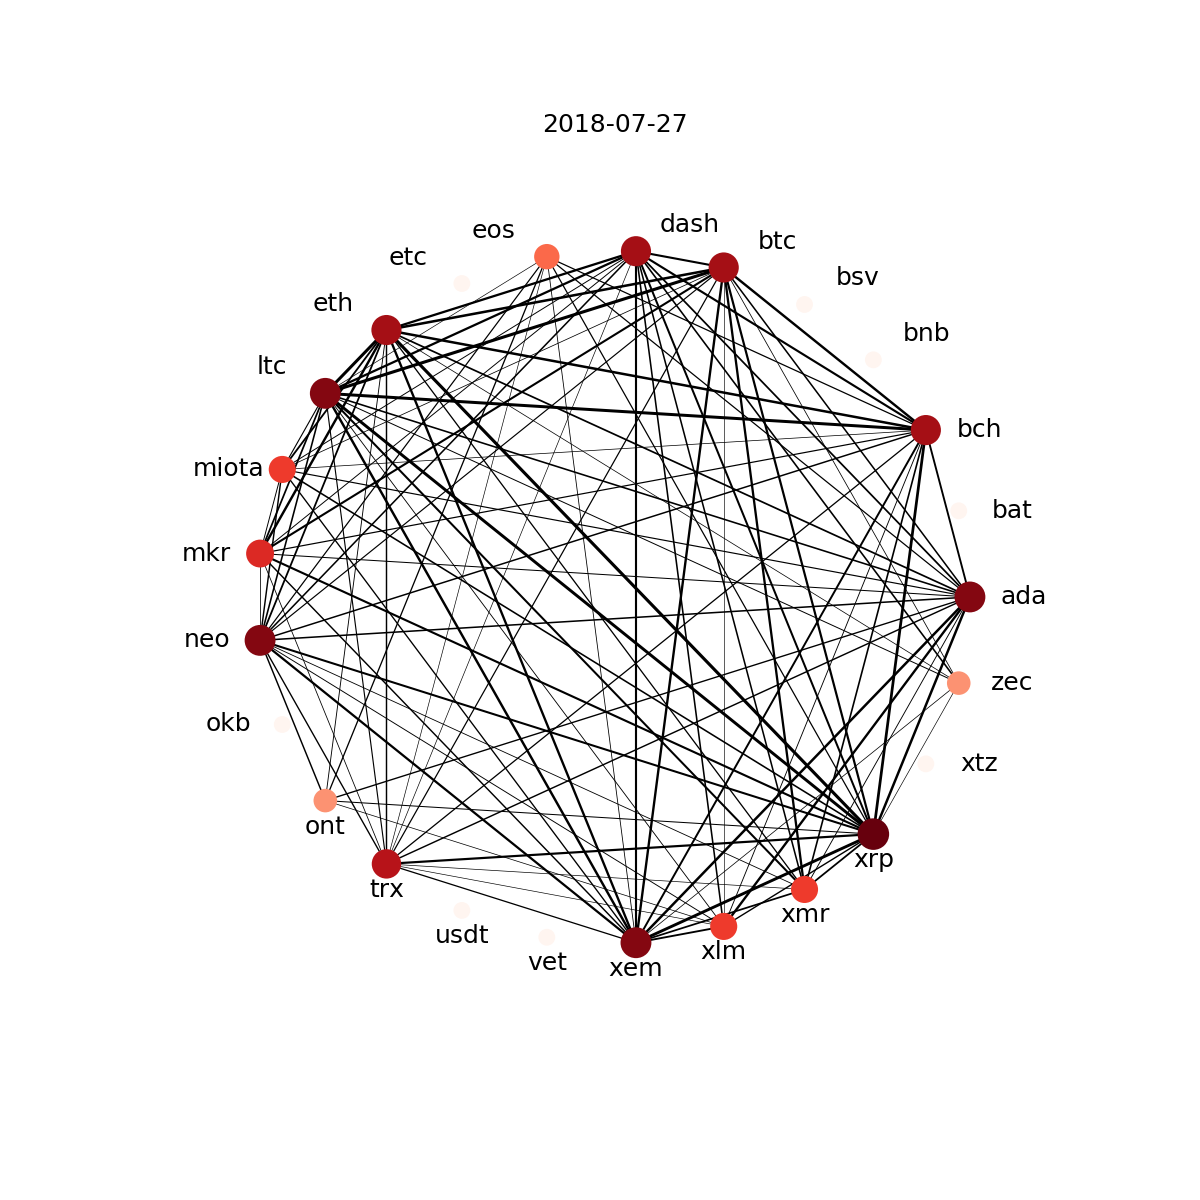 2018-07-27
dash
eos
btc
etc
bsv
eth
bnb
ltc
bch
miota
bat
mkr
ada
neo
zec
okb
xtz
ont
xrp
trx
xmr
usdt
xlm
vet
xem